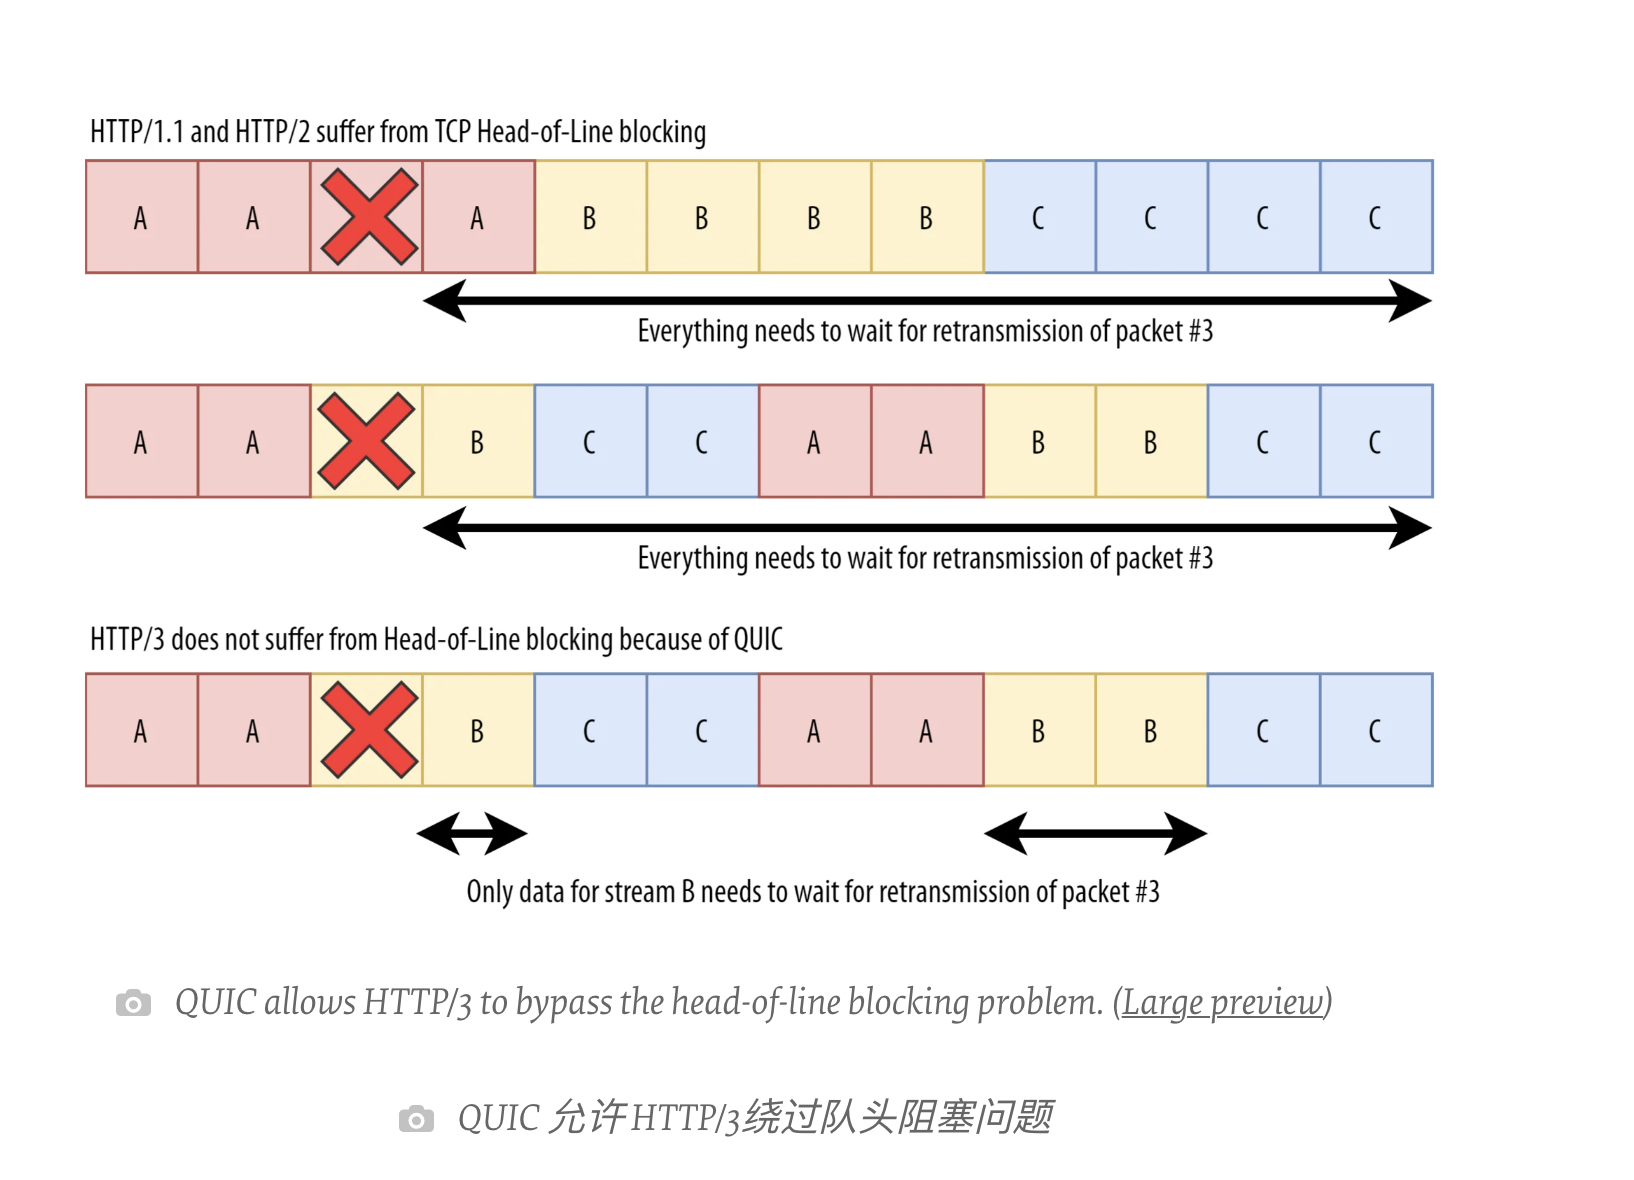 HTTP/1.1 and HTTP/2 suffer from TCP Head-of-Line blocking
A A A B B B B C C C C
Everything needs to wait for retransmission of packet #3
A A B C C A A B B C C
Everything needs to wait for retransmission of packet #3
HTTP/3 does not suffer from Head-of-Line blocking because of QUIC
A A B C C A A B B C C
Only data for stream B needs to wait for retransmission of packet #3
QUIC allows HTTP/3 to bypass the head-of-line blocking problem. (Large preview)
QUIC 允许 HTTP/3 绕过队头阻塞问题